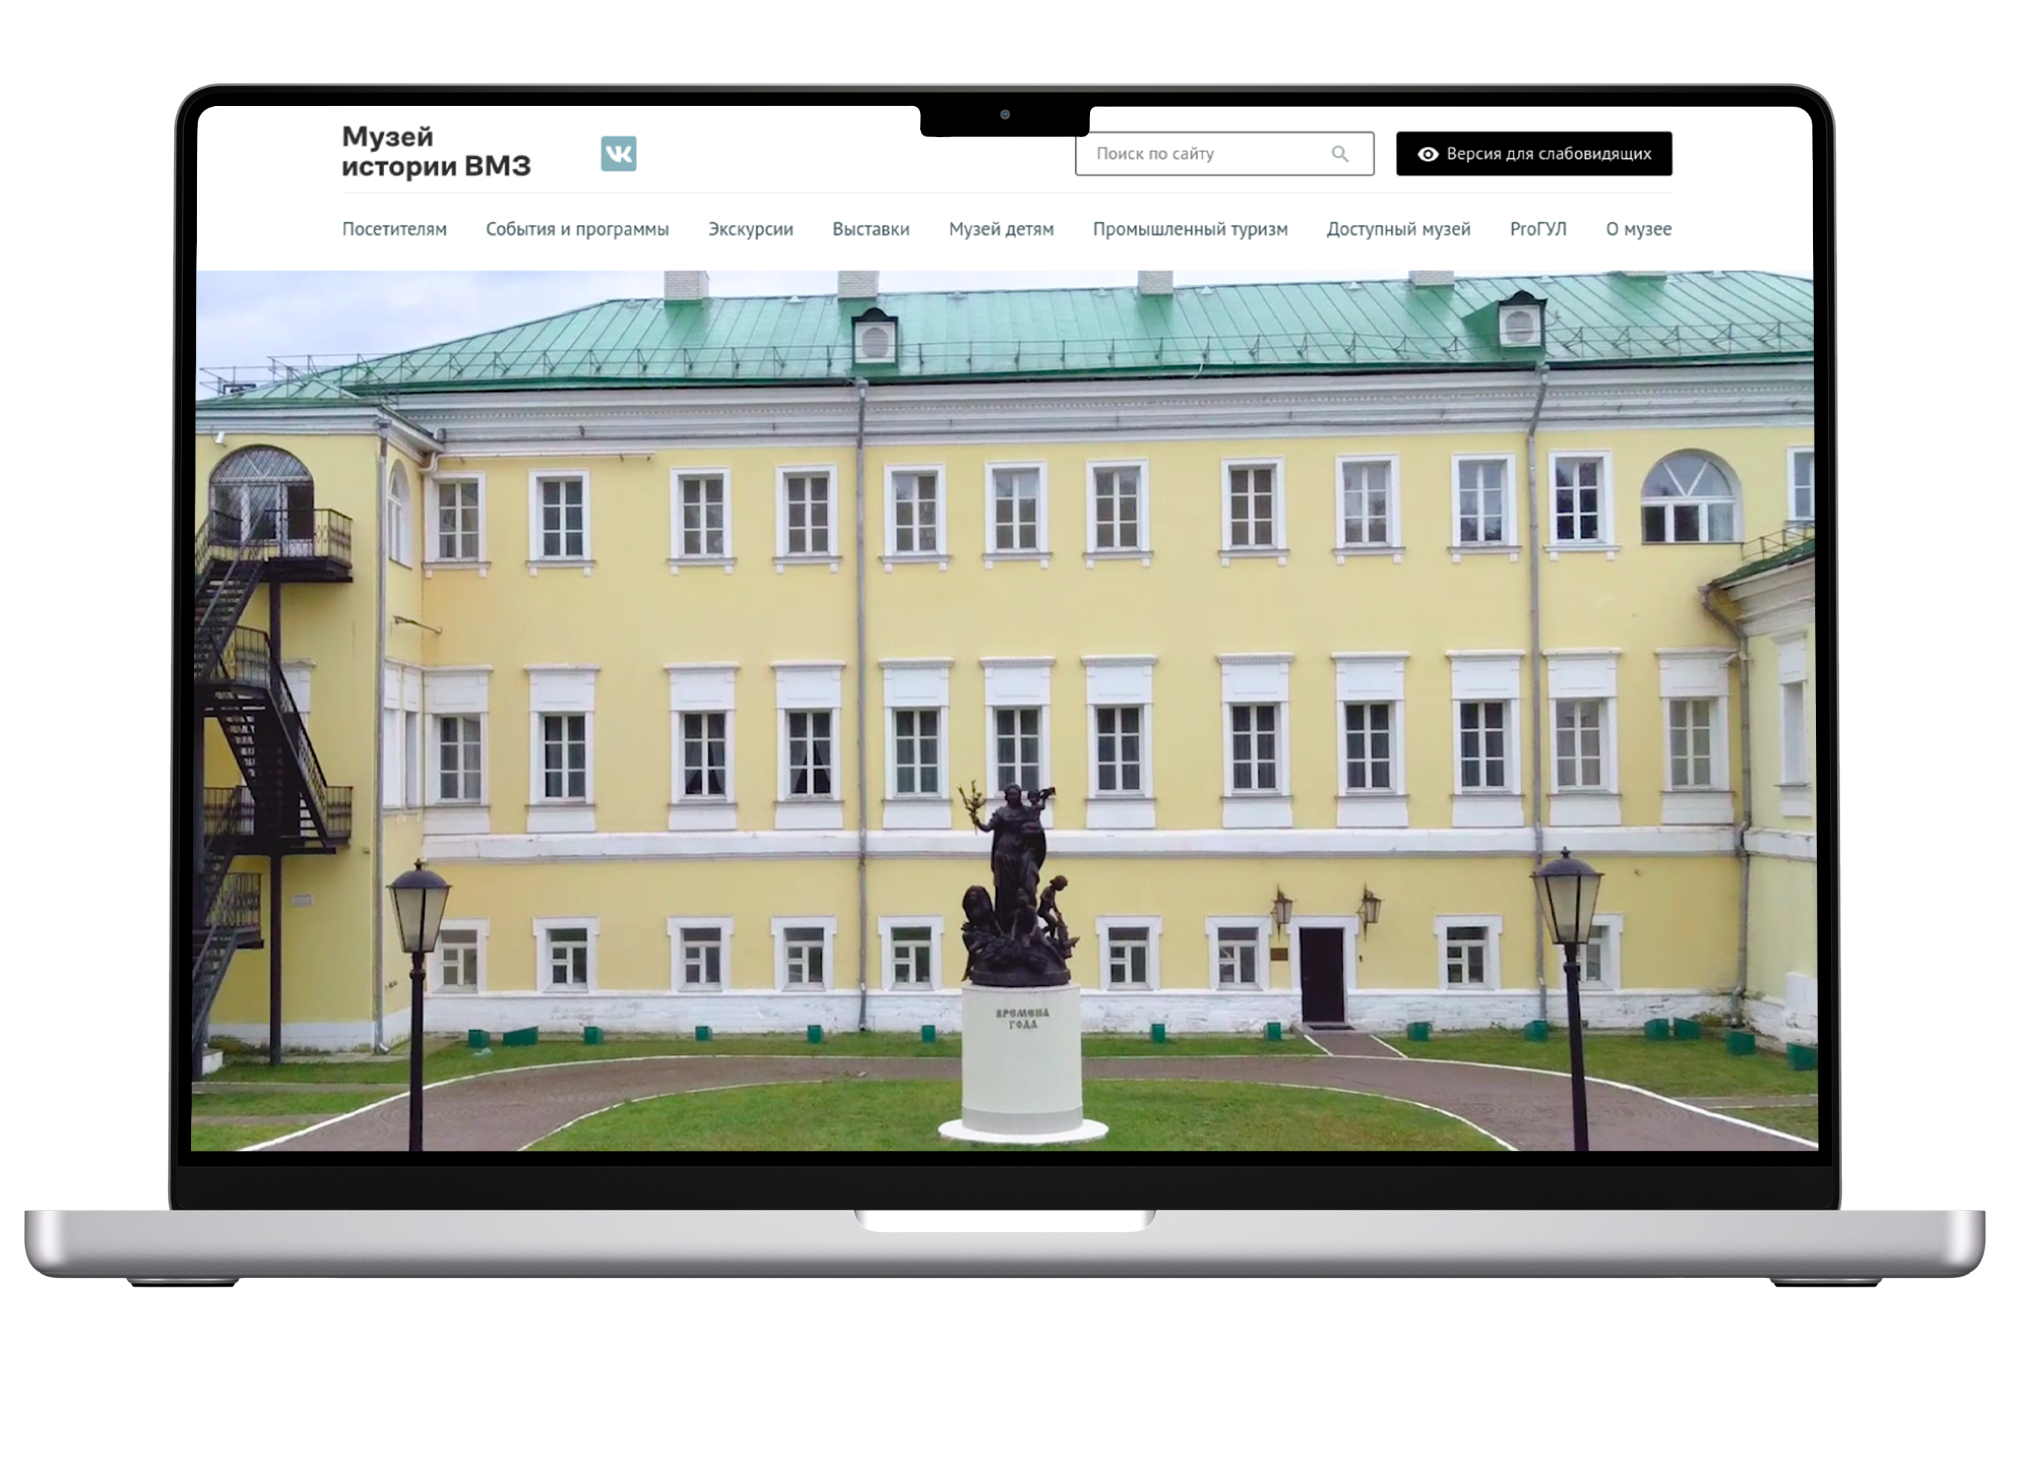 Музей
истории ВМЗ
Поиск по сайту
Версия для слабовидящих
Посетителям
События и программы
Экскурсии
Выставки
Музей детям
Промышленный туризм
Доступный музей
ProГУЛ
О музее
ВРЕМЕНА
ГОДА